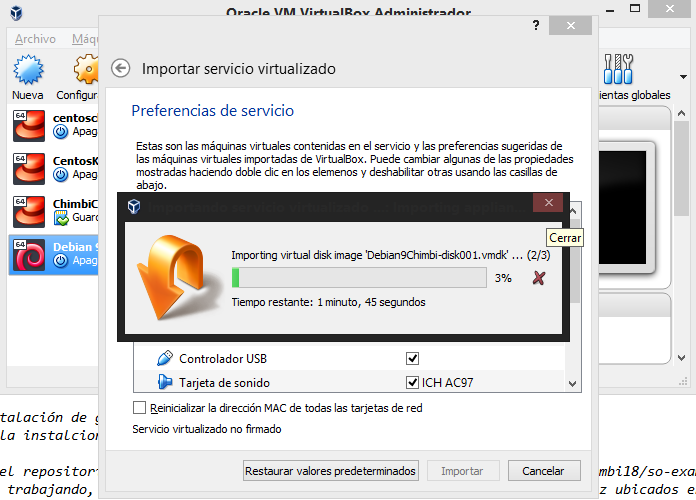 Oracle VM VirtualBox Administrador
Archivo Máqu
Nueva Configur
ientas globales
64 centosc
Apag
64 CentosK
Apag
64 ChimbiC
Guard
64 Debian 9
Apag
?
Importar servicio virtualizado
Preferencias de servicio
Estas son las máquinas virtuales contenidas en el servicio y las preferencias sugeridas de
las máquinas virtuales importadas de VirtualBox. Puede cambiar algunas de las propiedades
mostradas haciendo doble clic en los elemenos y deshabilitar otras usando las casillas de
abajo.
Cerrar
Importing virtual disk image 'Debian9Chimbi-disk001.vmdk' ... (2/3)
3%
Tiempo restante: 1 minuto, 45 segundos
Controlador USB
Tarjeta de sonido ICH AC97
Reinicializar la dirección MAC de todas las tarjetas de red
Servicio virtualizado no firmado
Restaurar valores predeterminados Importar Cancelar
talación de g
la instalcion
el repositor mbi18/so-exa
trabajando, z ubicados e